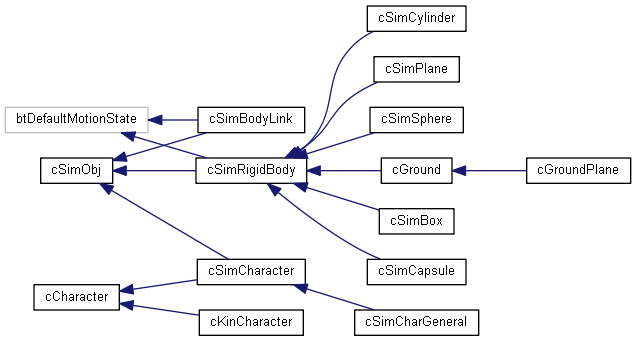 cSimCylinder
cSimPlane
btDefaultMotionState
cSimBodyLink
cSimSphere
cSimObj
cSimRigidBody
cGround
cGroundPlane
cSimBox
cSimCharacter
cSimCapsule
cCharacter
cKinCharacter
cSimCharGeneral